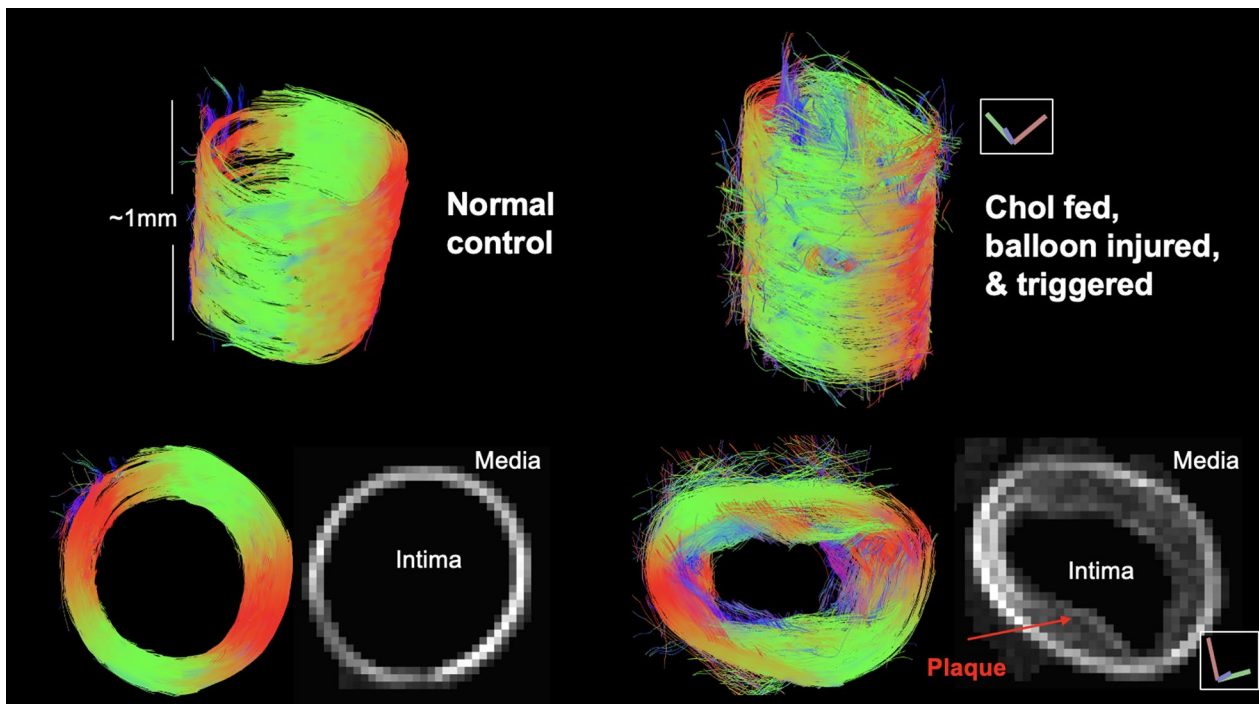 ~1mm
Normal
control
Chol fed,
balloon injured,
& triggered
Media
Intima
Media
Intima
Plaque